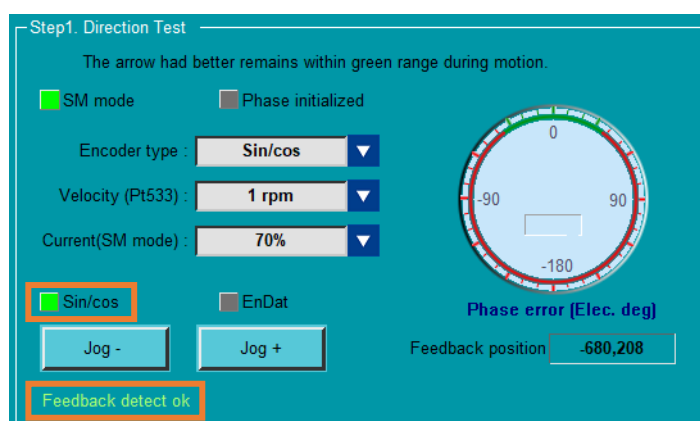 Step1. Direction Test
The arrow had better remains within green range during motion.
SM mode
Phase initialized
Encoder type : Sin/cos
Velocity (Pt533) : 1 rpm
Current(SM mode) : 70%
0
-90
90
-180
Sin/cos
EnDat
Phase error (Elec. deg)
Jog -
Jog +
Feedback position -680,208
Feedback detect ok